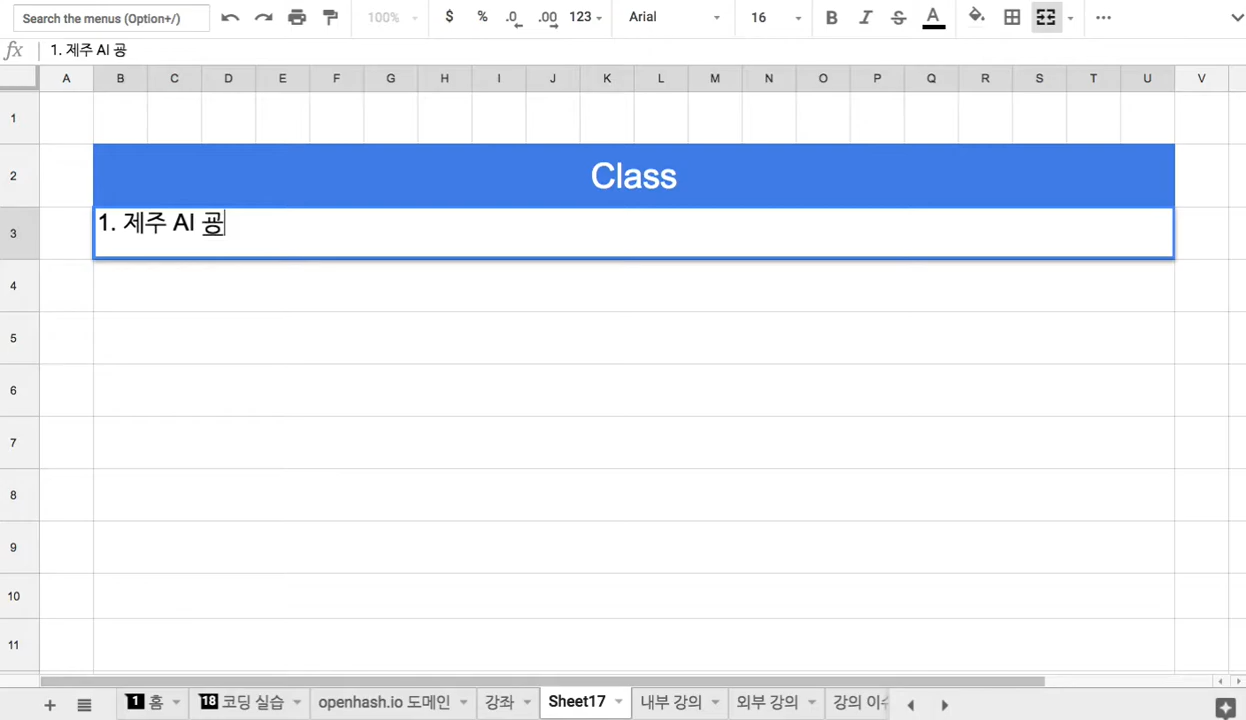 Search the menus (Option+/) 100% $ % .0 .00 123 Arial 16 B I S A
fx 1. 제주 AI 굉
A B C D E F G H I J K L M N O P Q R S T U V
1
2 Class
3 1. 제주 AI 굉
4
5
6
7
8
9
10
11
1 홈 18 코딩 실습 openhash.io 도메인 강좌 Sheet17 내부 강의 외부 강의 강의 이수